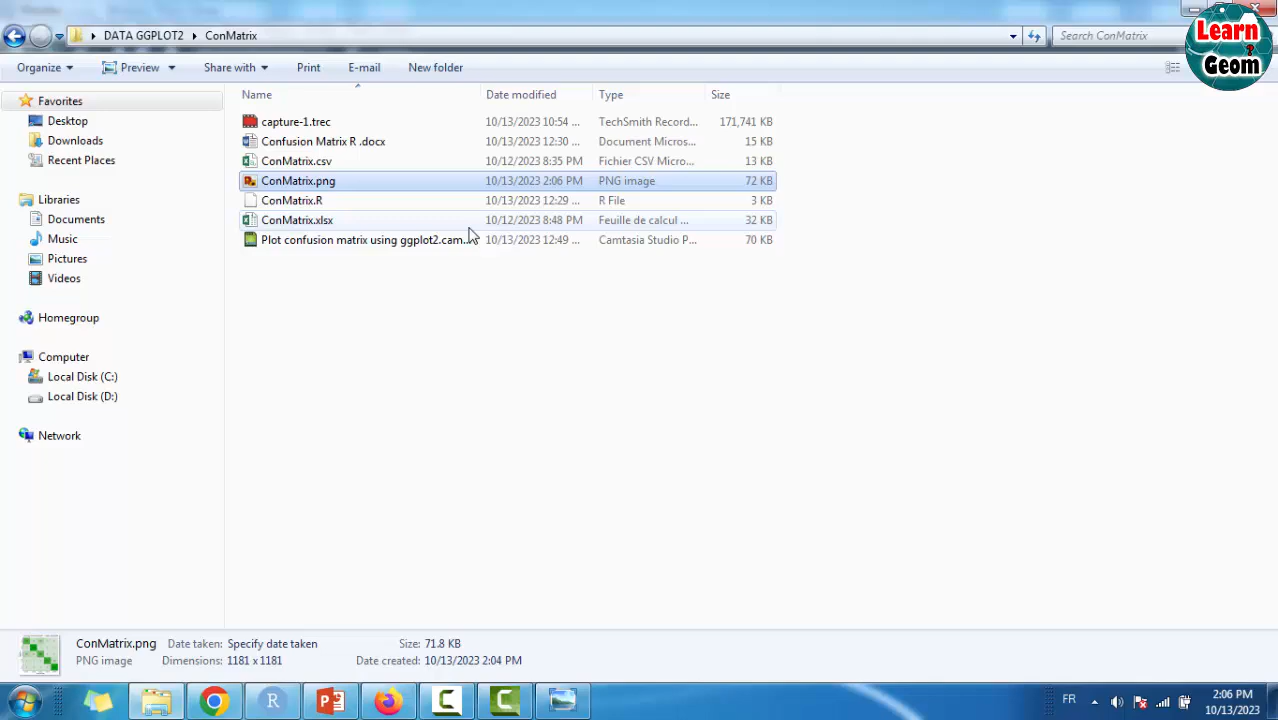 Learn
?
Geom
DATA GGPLOT2 ConMatrix
Search ConMatrix
Organize Preview Share with Print E-mail New folder
Name Date modified Type Size
Favorites
Desktop
Downloads
Recent Places
Libraries
Documents
Music
Pictures
Videos
Homegroup
Computer
Local Disk (C:)
Local Disk (D:)
Network
capture-1.trec 10/13/2023 10:54 ... TechSmith Record... 171,741 KB
Confusion Matrix R .docx 10/13/2023 12:30 ... Document Micros... 15 KB
ConMatrix.csv 10/12/2023 8:35 PM Fichier CSV Micro... 13 KB
ConMatrix.png 10/13/2023 2:06 PM PNG image 72 KB
ConMatrix.R 10/13/2023 12:29 ... R File 3 KB
ConMatrix.xlsx 10/12/2023 8:48 PM Feuille de calcul ... 32 KB
Plot confusion matrix using ggplot2.cam... 10/13/2023 12:49 ... Camtasia Studio P... 70 KB
ConMatrix.png Date taken: Specify date taken Size: 71.8 KB
PNG image Dimensions: 1181 x 1181 Date created: 10/13/2023 2:04 PM
FR
2:06 PM
10/13/2023